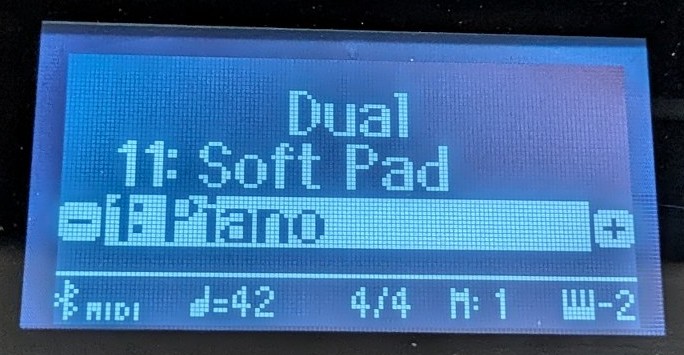 Dual
11: Soft Pad
- 1: Piano +
MIDI ♩=42 4/4 M: 1 -2